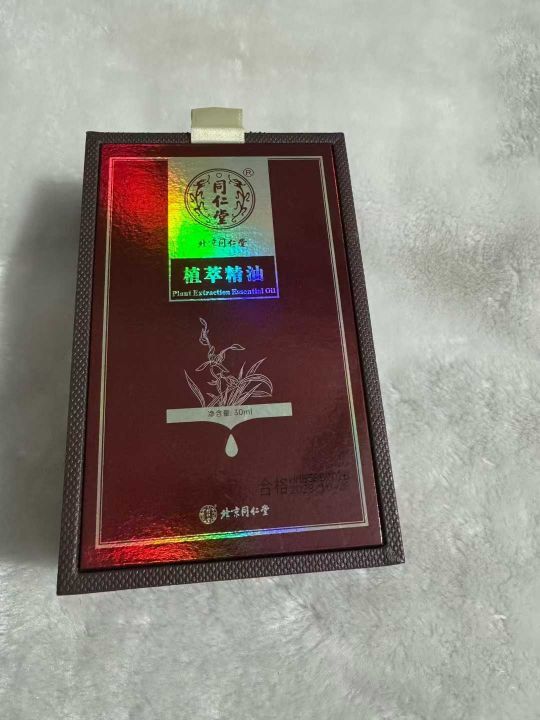 同仁堂
®
北京同仁堂
植萃精油
Plant Extraction Essential Oil
净含量: 30ml
合格
北京同仁堂